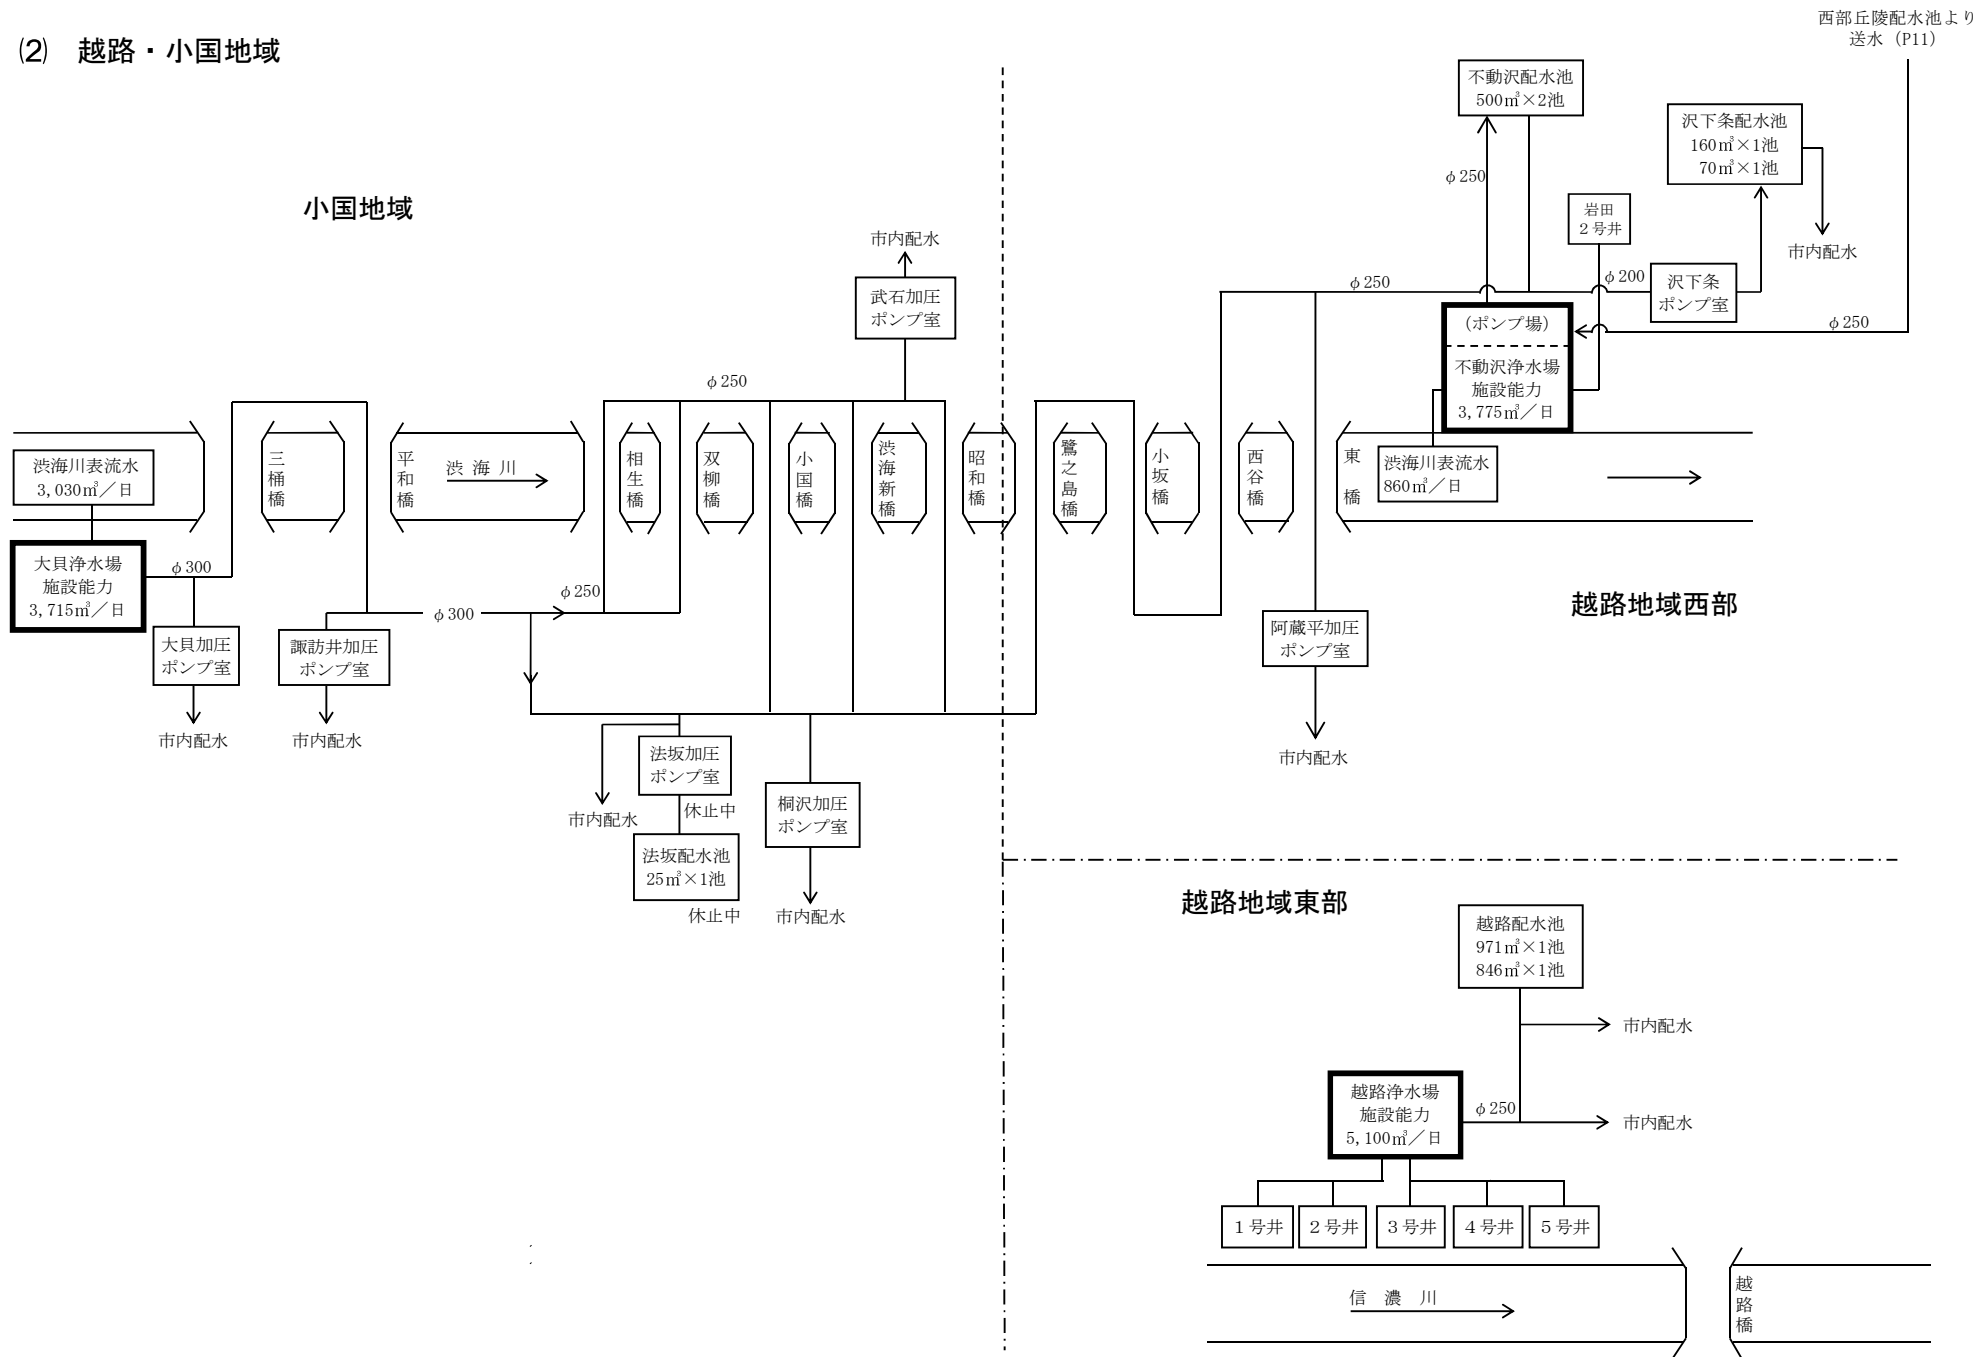 ⑵　越路・小国地域
西部丘陵配水池より
送水（P11）
小国地域
市内配水
武石加圧
ポンプ室
φ250
渋海川表流水
3,030㎥／日
大貝浄水場
施設能力
3,715㎥／日
φ300
大貝加圧
ポンプ室
市内配水
三桶橋
諏訪井加圧
ポンプ室
市内配水
平和橋
渋海川
φ300
φ250
相生橋
双柳橋
小国橋
渋海新橋
昭和橋
鷺之島橋
小坂橋
西谷橋
東橋
法坂加圧
ポンプ室
休止中
市内配水
法坂配水池
25㎥×1池
休止中
桐沢加圧
ポンプ室
市内配水
不動沢配水池
500㎥×2池
φ250
沢下条配水池
160㎥×1池
70㎥×1池
市内配水
岩田
２号井
φ250
φ200
沢下条
ポンプ室
φ250
（ポンプ場）
不動沢浄水場
施設能力
3,775㎥／日
渋海川表流水
860㎥／日
越路地域西部
阿蔵平加圧
ポンプ室
市内配水
越路地域東部
越路配水池
971㎥×1池
846㎥×1池
市内配水
越路浄水場
施設能力
5,100㎥／日
φ250
市内配水
１号井
２号井
３号井
４号井
５号井
信濃川
越路橋